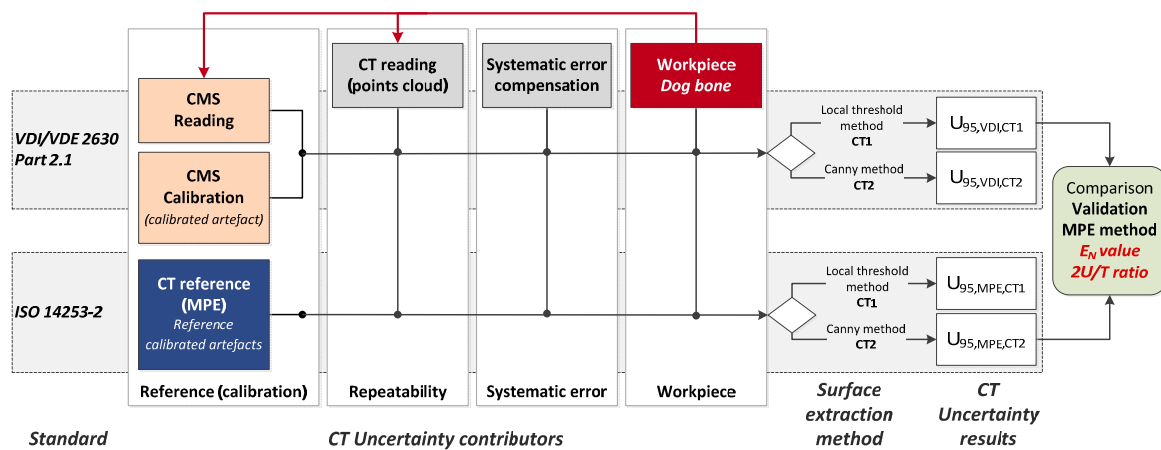 CT reading
(points cloud)
Systematic error
compensation
Workpiece
Dog bone
VDI/VDE 2630
Part 2.1
CMS
Reading
CMS
Calibration
(calibrated artefact)
Local threshold
method
CT1
Canny method
CT2
U95,VDI,CT1
U95,VDI,CT2
Comparison
Validation
MPE method
EN value
2U/T ratio
ISO 14253-2
CT reference
(MPE)
Reference
calibrated artefacts
Local threshold
method
CT1
Canny method
CT2
U95,MPE,CT1
U95,MPE,CT2
Reference (calibration)
Repeatability
Systematic error
Workpiece
Standard
CT Uncertainty contributors
Surface
extraction
method
CT
Uncertainty
results